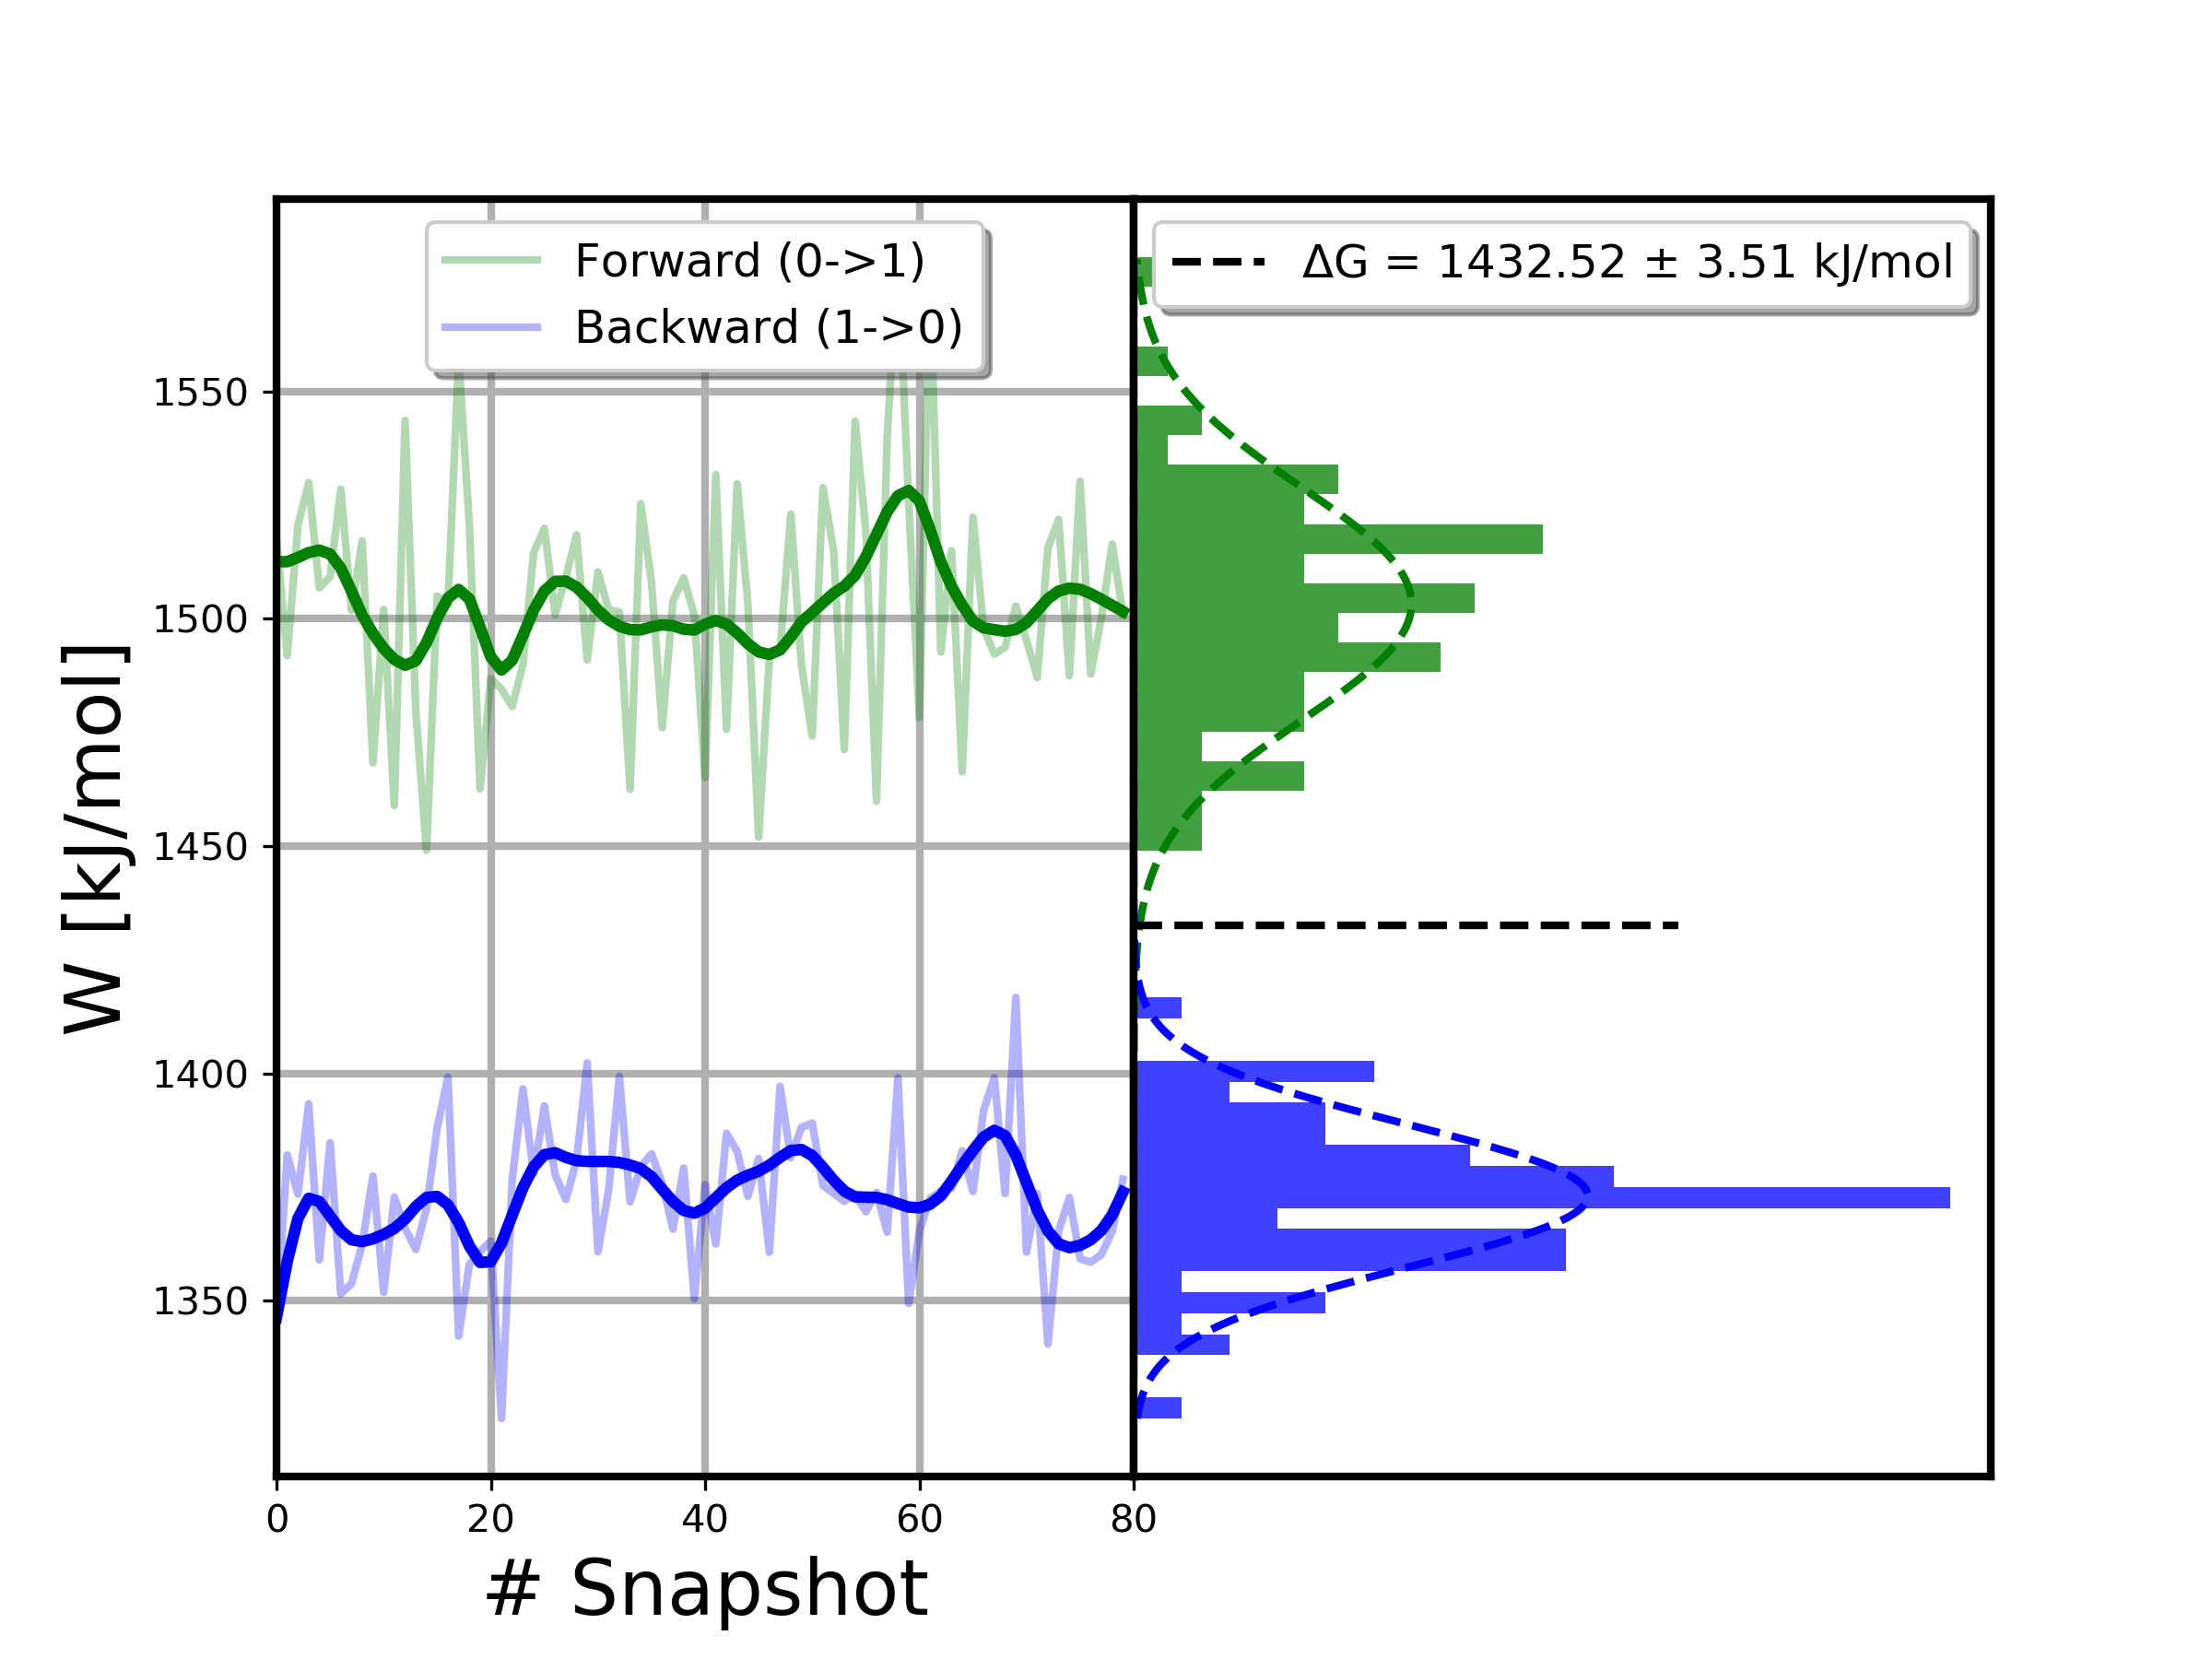 Forward (0->1)
Backward (1->0)
ΔG = 1432.52 ± 3.51 kJ/mol
W [kJ/mol]
1550
1500
1450
1400
1350
0 20 40 60 80
# Snapshot